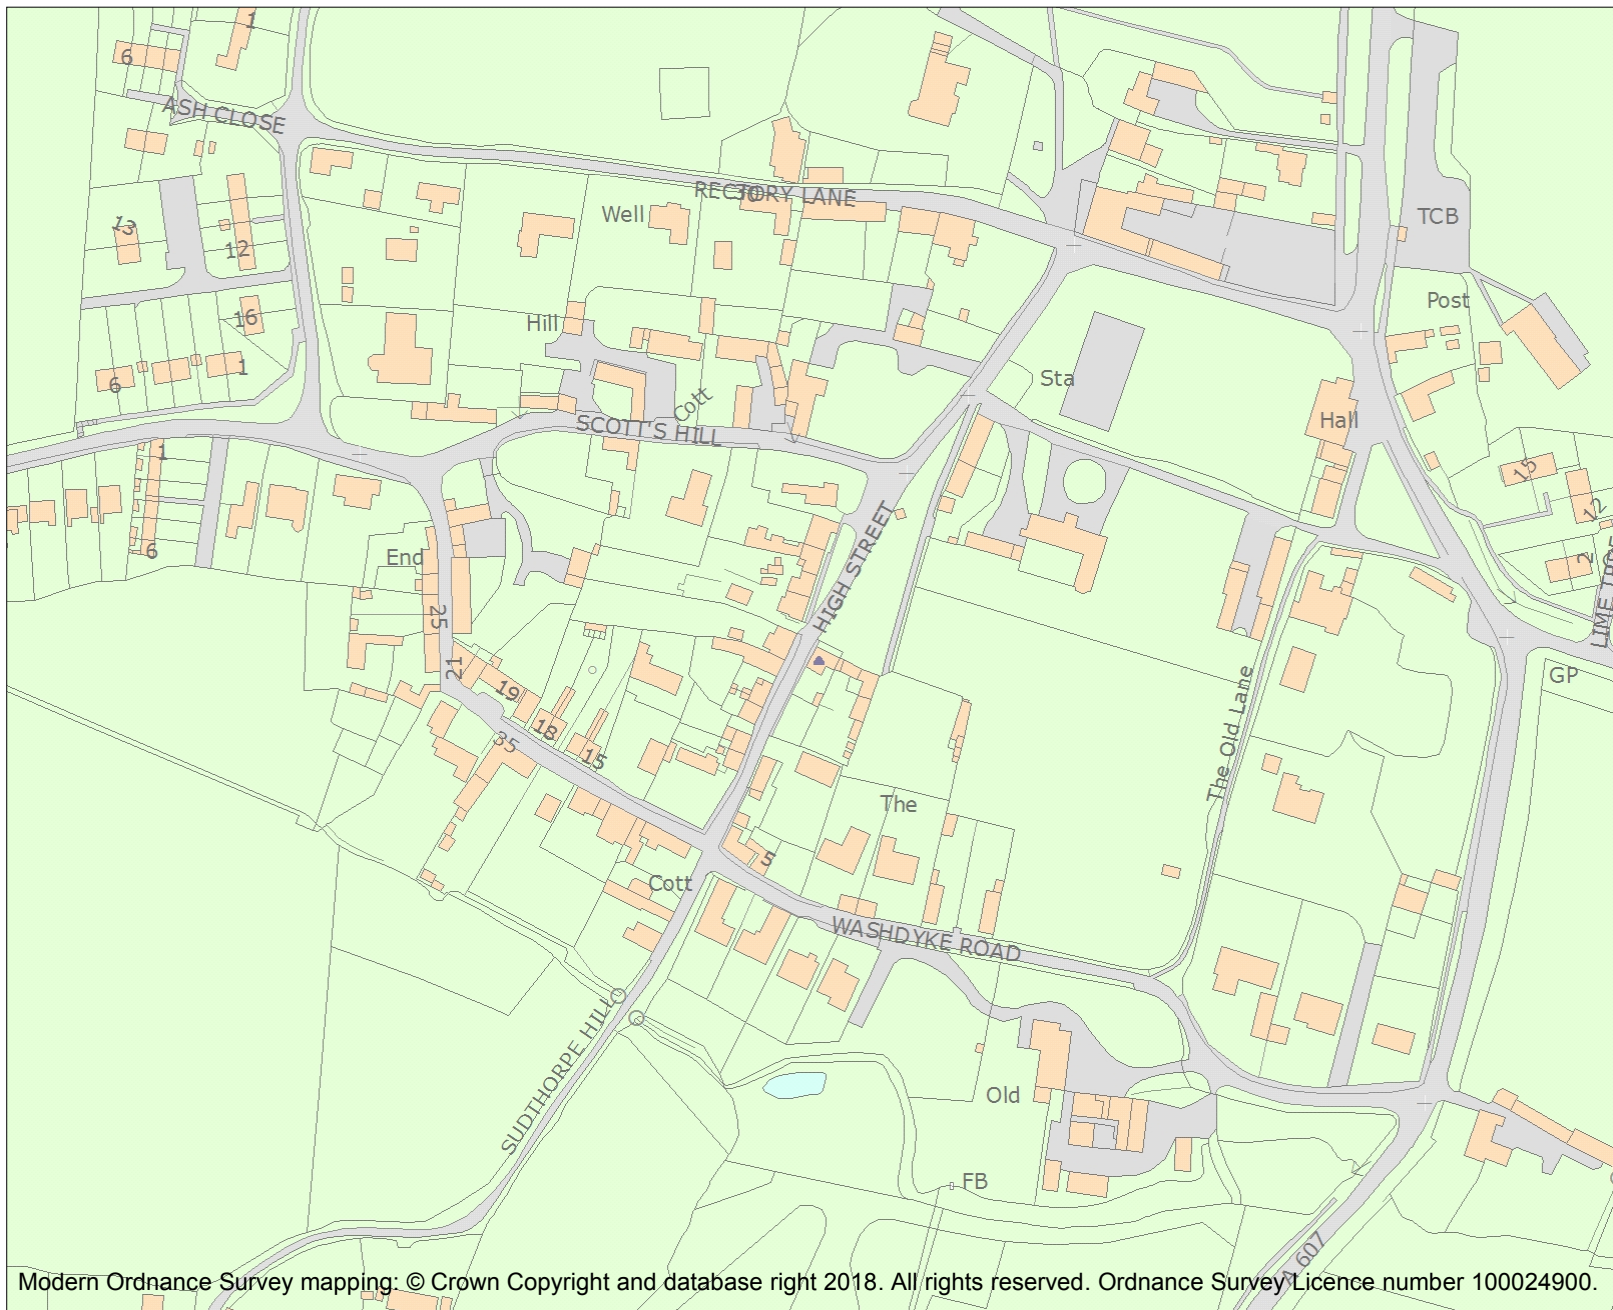 1
6
ASH CLOSE
RECTORY LANE
30
Well
TCB
13
12
Post
16
Hill
Sta
1
6
Cott
SCOTT'S HILL
Hall
1
15
12
HIGH STREET
6
End
2
25
LIME TREE
21
19
GP
18
35
15
The Old Lane
The
5
Cott
WASHDYKE ROAD
SUDTHORPE HILL
Old
FB
A 607
Modern Ordnance Survey mapping: © Crown Copyright and database right 2018. All rights reserved. Ordnance Survey Licence number 100024900.